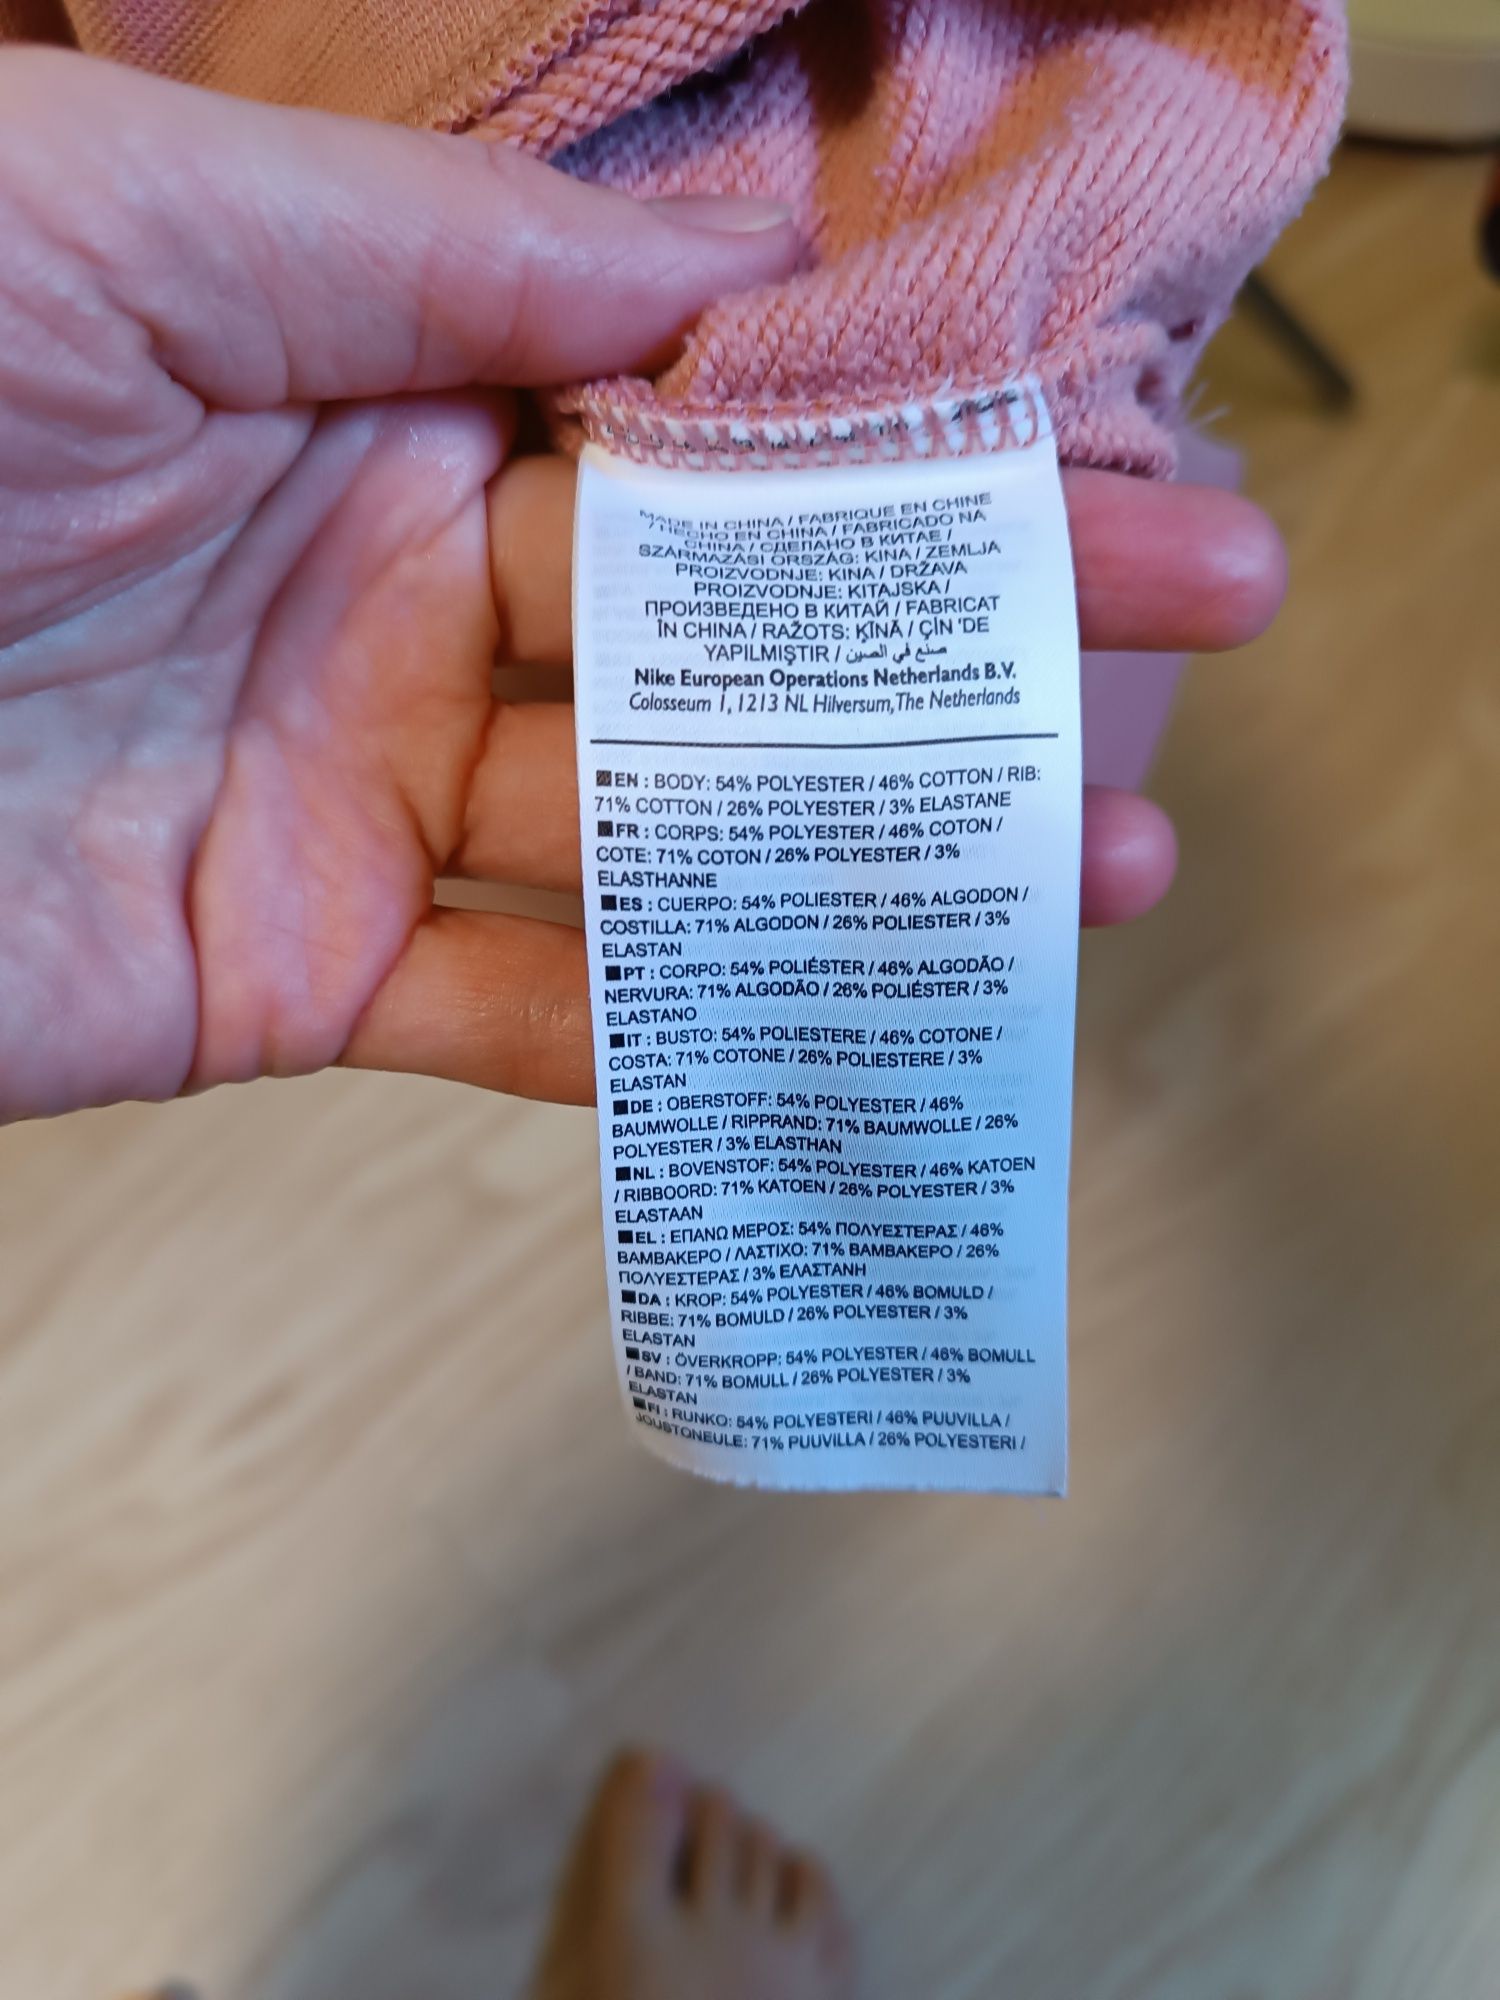 MADE IN CHINA / FABRIQUE EN CHINE
/ HECHO EN CHINA / FABRICADO NA
CHINA / СДЕЛАНО В КИТАЕ /
SZÁRMAZÁSI ORSZÁG: KINA / ZEMLJA
PROIZVODNJE: KINA / DRŽAVA
PROIZVODNJE: KITAJSKA /
ПРОИЗВЕДЕНО В КИТАЙ / FABRICAT
ÎN CHINA / RAŽOTS: ĶĪNĀ / ÇİN 'DE
YAPILMIŞTIR / صنع في الصين
Nike European Operations Netherlands B.V.
Colosseum 1, 1213 NL Hilversum, The Netherlands
EN : BODY: 54% POLYESTER / 46% COTTON / RIB:
71% COTTON / 26% POLYESTER / 3% ELASTANE
FR : CORPS: 54% POLYESTER / 46% COTON /
COTE: 71% COTON / 26% POLYESTER / 3%
ELASTHANNE
ES : CUERPO: 54% POLIESTER / 46% ALGODON /
COSTILLA: 71% ALGODON / 26% POLIESTER / 3%
ELASTAN
PT : CORPO: 54% POLIÉSTER / 46% ALGODÃO /
NERVURA: 71% ALGODÃO / 26% POLIÉSTER / 3%
ELASTANO
IT : BUSTO: 54% POLIESTERE / 46% COTONE /
COSTA: 71% COTONE / 26% POLIESTERE / 3%
ELASTAN
DE : OBERSTOFF: 54% POLYESTER / 46%
BAUMWOLLE / RIPPRAND: 71% BAUMWOLLE / 26%
POLYESTER / 3% ELASTHAN
NL : BOVENSTOF: 54% POLYESTER / 46% KATOEN
/ RIBBOORD: 71% KATOEN / 26% POLYESTER / 3%
ELASTAAN
EL : ΕΠΑΝΩ ΜΕΡΟΣ: 54% ΠΟΛΥΕΣΤΕΡΑΣ / 46%
ΒΑΜΒΑΚΕΡΟ / ΛΑΣΤΙΧΟ: 71% ΒΑΜΒΑΚΕΡΟ / 26%
ΠΟΛΥΕΣΤΕΡΑΣ / 3% ΕΛΑΣΤΑΝΗ
DA : KROP: 54% POLYESTER / 46% BOMULD /
RIBBE: 71% BOMULD / 26% POLYESTER / 3%
ELASTAN
SV : ÖVERKROPP: 54% POLYESTER / 46% BOMULL
/ BAND: 71% BOMULL / 26% POLYESTER / 3%
ELASTAN
FI : RUNKO: 54% POLYESTERI / 46% PUUVILLA /
JOUSTONEULE: 71% PUUVILLA / 26% POLYESTERI /